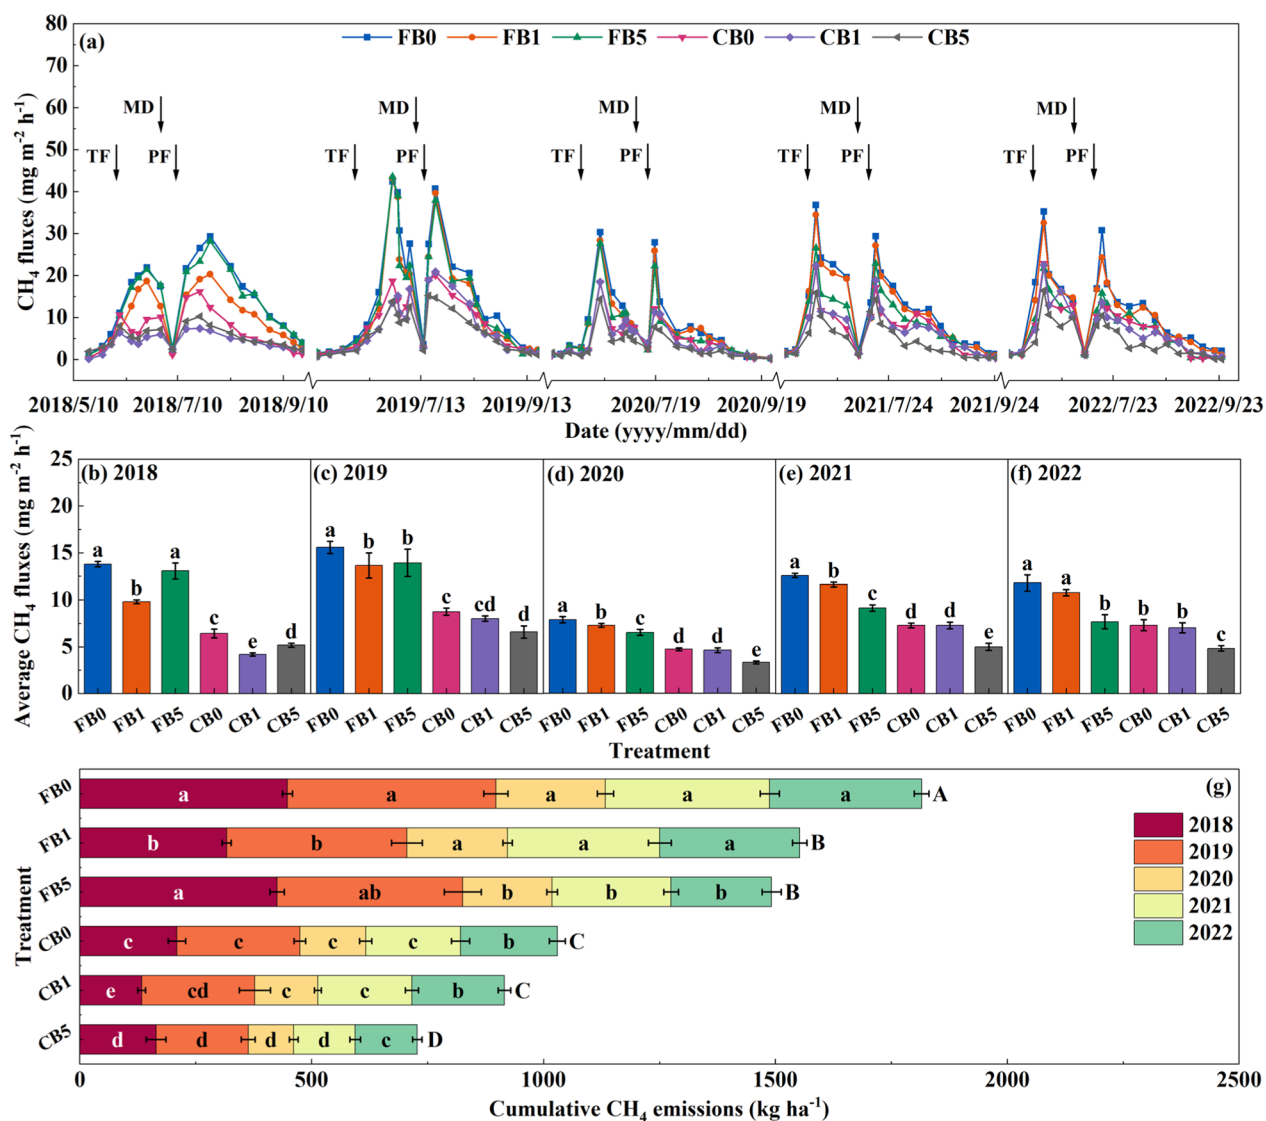 (a)
FB0 FB1 FB5 CB0 CB1 CB5
CH4 fluxes (mg m⁻² h⁻¹)
80
70
60
50
40
30
20
10
0
MD MD MD MD MD
TF PF TF PF TF PF TF PF TF PF
2018/5/10 2018/7/10 2018/9/10 2019/7/13 2019/9/13 2020/7/19 2020/9/19 2021/7/24 2021/9/24 2022/7/23 2022/9/23
Date (yyyy/mm/dd)
Average CH4 fluxes (mg m⁻² h⁻¹)
25
20
15
10
5
0
(b) 2018 (c) 2019 (d) 2020 (e) 2021 (f) 2022
a b a c e d
a b b c cd d
a b c d d e
a b c d d e
a a b b b c
FB0 FB1 FB5 CB0 CB1 CB5 FB0 FB1 FB5 CB0 CB1 CB5 FB0 FB1 FB5 CB0 CB1 CB5 FB0 FB1 FB5 CB0 CB1 CB5 FB0 FB1 FB5 CB0 CB1 CB5
Treatment
(g)
Treatment
FB0 a a a a a A
FB1 b b a a a B
FB5 a ab b b b B
CB0 c c c c b C
CB1 e cd c c b C
CB5 d d d d c D
2018
2019
2020
2021
2022
0 500 1000 1500 2000 2500
Cumulative CH4 emissions (kg ha⁻¹)